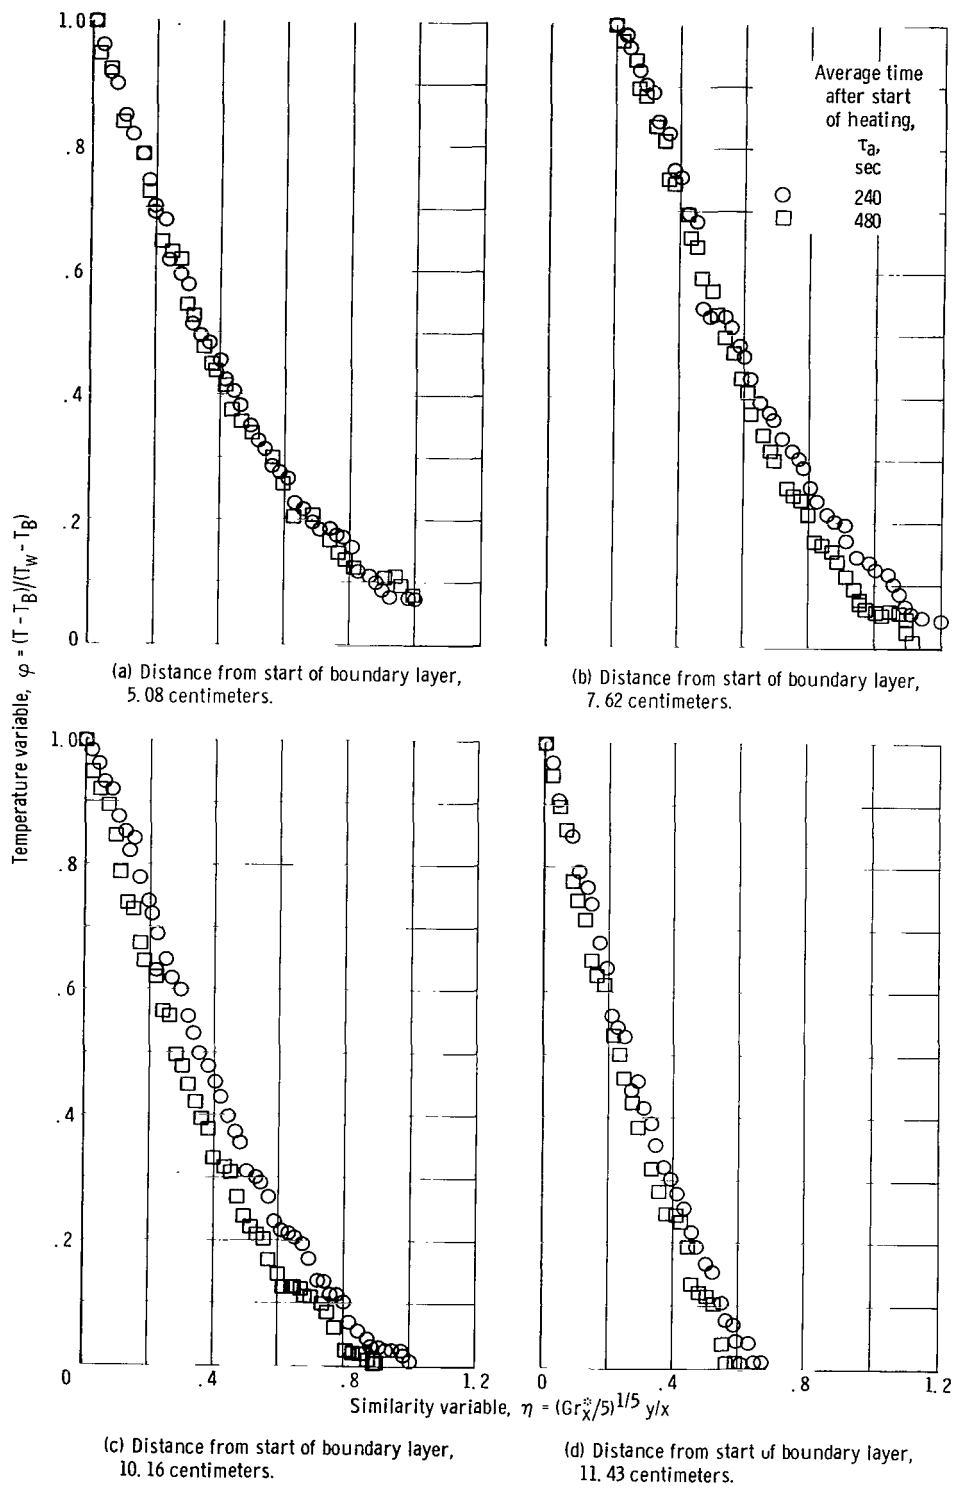 1.0
.8
.6
.4
.2
0
Average time
after start
of heating,
τa,
sec
240
480
(a) Distance from start of boundary layer,
5.08 centimeters.
(b) Distance from start of boundary layer,
7.62 centimeters.
Temperature variable, φ = (T - TB)/(Tw - TB)
1.0
.8
.6
.4
.2
0
.4
.8
1.2
0
.4
.8
1.2
Similarity variable, η = (Gr*x/5)1/5 y/x
(c) Distance from start of boundary layer,
10.16 centimeters.
(d) Distance from start of boundary layer,
11.43 centimeters.